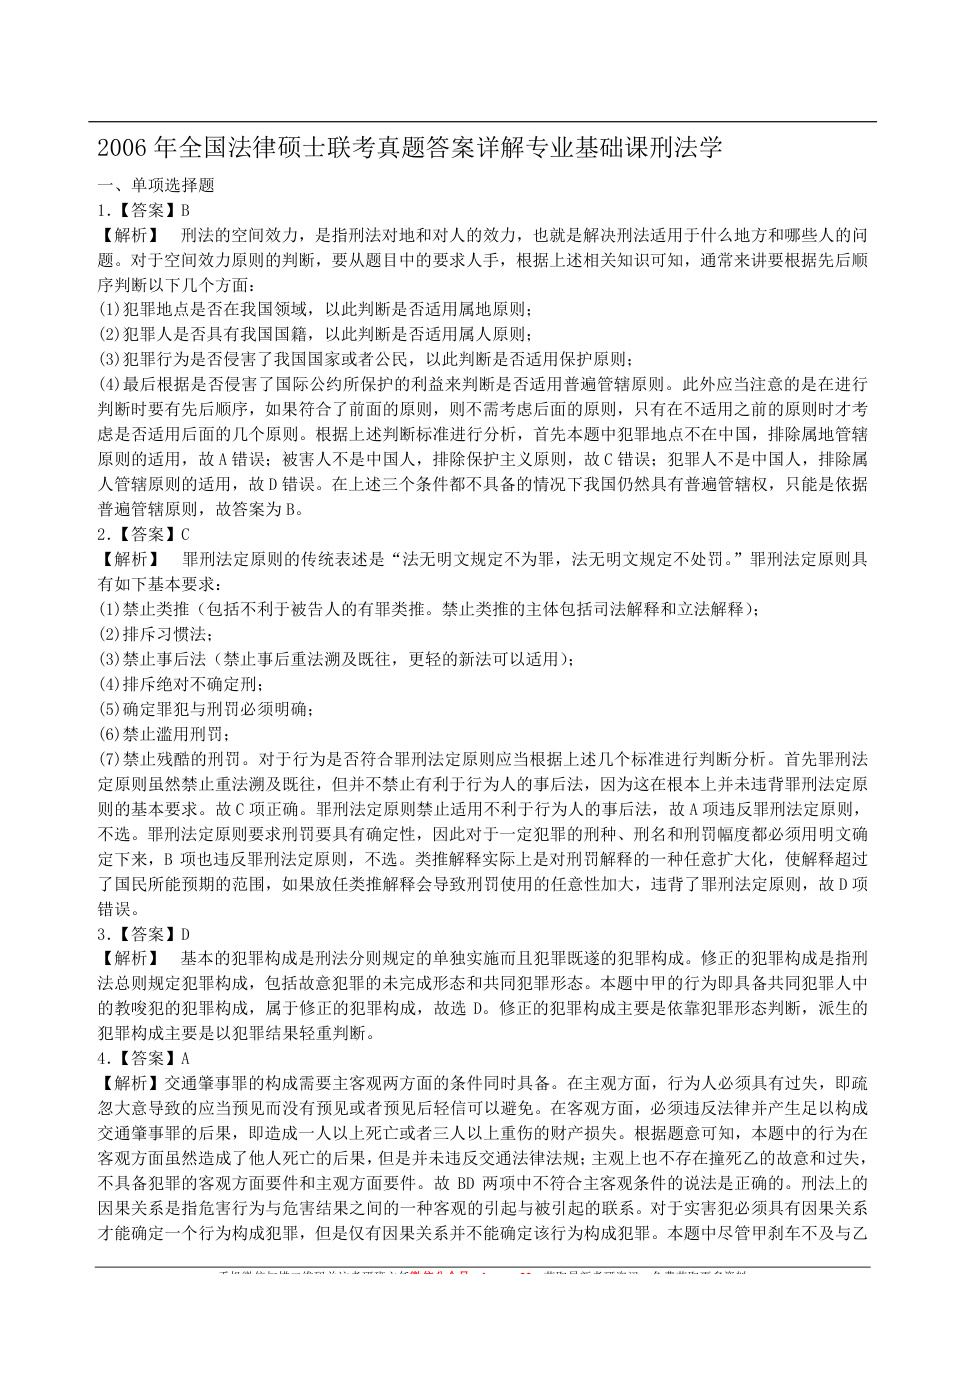 2006 年全国法律硕士联考真题答案详解专业基础课刑法学
一、单项选择题
1.【答案】B
【解析】　刑法的空间效力，是指刑法对地和对人的效力，也就是解决刑法适用于什么地方和哪些人的问
题。对于空间效力原则的判断，要从题目中的要求人手，根据上述相关知识可知，通常来讲要根据先后顺
序判断以下几个方面：
(1)犯罪地点是否在我国领域，以此判断是否适用属地原则；
(2)犯罪人是否具有我国国籍，以此判断是否适用属人原则；
(3)犯罪行为是否侵害了我国国家或者公民，以此判断是否适用保护原则；
(4)最后根据是否侵害了国际公约所保护的利益来判断是否适用普遍管辖原则。此外应当注意的是在进行
判断时要有先后顺序，如果符合了前面的原则，则不需考虑后面的原则，只有在不适用之前的原则时才考
虑是否适用后面的几个原则。根据上述判断标准进行分析，首先本题中犯罪地点不在中国，排除属地管辖
原则的适用，故 A 错误；被害人不是中国人，排除保护主义原则，故 C 错误；犯罪人不是中国人，排除属
人管辖原则的适用，故 D 错误。在上述三个条件都不具备的情况下我国仍然具有普遍管辖权，只能是依据
普遍管辖原则，故答案为 B。
2.【答案】C
【解析】　罪刑法定原则的传统表述是“法无明文规定不为罪，法无明文规定不处罚。”罪刑法定原则具
有如下基本要求：
(1)禁止类推（包括不利于被告人的有罪类推。禁止类推的主体包括司法解释和立法解释）；
(2)排斥习惯法；
(3)禁止事后法（禁止事后重法溯及既往，更轻的新法可以适用）；
(4)排斥绝对不确定刑；
(5)确定罪犯与刑罚必须明确；
(6)禁止滥用刑罚；
(7)禁止残酷的刑罚。对于行为是否符合罪刑法定原则应当根据上述几个标准进行判断分析。首先罪刑法
定原则虽然禁止重法溯及既往，但并不禁止有利于行为人的事后法，因为这在根本上并未违背罪刑法定原
则的基本要求。故 C 项正确。罪刑法定原则禁止适用不利于行为人的事后法，故 A 项违反罪刑法定原则，
不选。罪刑法定原则要求刑罚要具有确定性，因此对于一定犯罪的刑种、刑名和刑罚幅度都必须用明文确
定下来，B 项也违反罪刑法定原则，不选。类推解释实际上是对刑罚解释的一种任意扩大化，使解释超过
了国民所能预期的范围，如果放任类推解释会导致刑罚使用的任意性加大，违背了罪刑法定原则，故 D 项
错误。
3.【答案】D
【解析】　基本的犯罪构成是刑法分则规定的单独实施而且犯罪既遂的犯罪构成。修正的犯罪构成是指刑
法总则规定犯罪构成，包括故意犯罪的未完成形态和共同犯罪形态。本题中甲的行为即具备共同犯罪人中
的教唆犯的犯罪构成，属于修正的犯罪构成，故选 D。修正的犯罪构成主要是依靠犯罪形态判断，派生的
犯罪构成主要是以犯罪结果轻重判断。
4.【答案】A
【解析】交通肇事罪的构成需要主客观两方面的条件同时具备。在主观方面，行为人必须具有过失，即疏
忽大意导致的应当预见而没有预见或者预见后轻信可以避免。在客观方面，必须违反法律并产生足以构成
交通肇事罪的后果，即造成一人以上死亡或者三人以上重伤的财产损失。根据题意可知，本题中的行为在
客观方面虽然造成了他人死亡的后果，但是并未违反交通法律法规；主观上也不存在撞死乙的故意和过失，
不具备犯罪的客观方面要件和主观方面要件。故 BD 两项中不符合主客观条件的说法是正确的。刑法上的
因果关系是指危害行为与危害结果之间的一种客观的引起与被引起的联系。对于实害犯必须具有因果关系
才能确定一个行为构成犯罪，但是仅有因果关系并不能确定该行为构成犯罪。本题中尽管甲刹车不及与乙